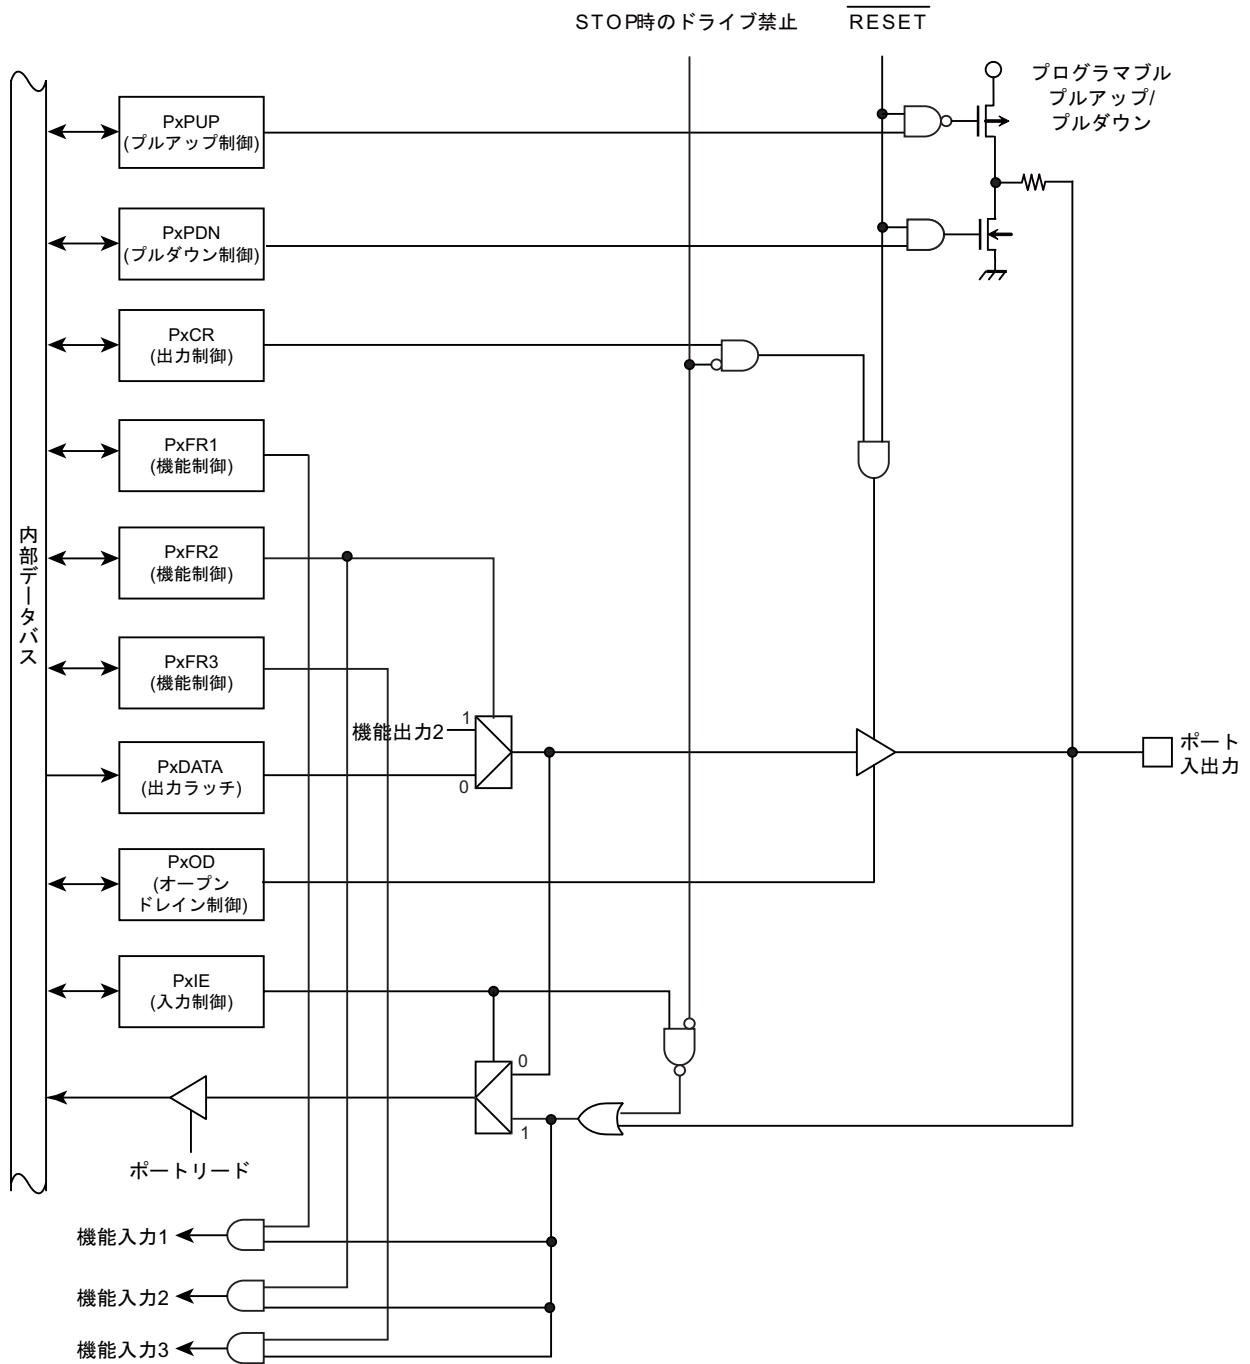 STOP時のドライブ禁止
RESET
プログラマブル
プルアップ/
プルダウン
PxPUP
(プルアップ制御)
PxPDN
(プルダウン制御)
PxCR
(出力制御)
PxFR1
(機能制御)
内部データバス
PxFR2
(機能制御)
PxFR3
(機能制御)
機能出力2
1
0
PxDATA
(出力ラッチ)
ポート
入出力
PxOD
(オープン
ドレイン制御)
PxIE
(入力制御)
0
1
ポートリード
機能入力1
機能入力2
機能入力3